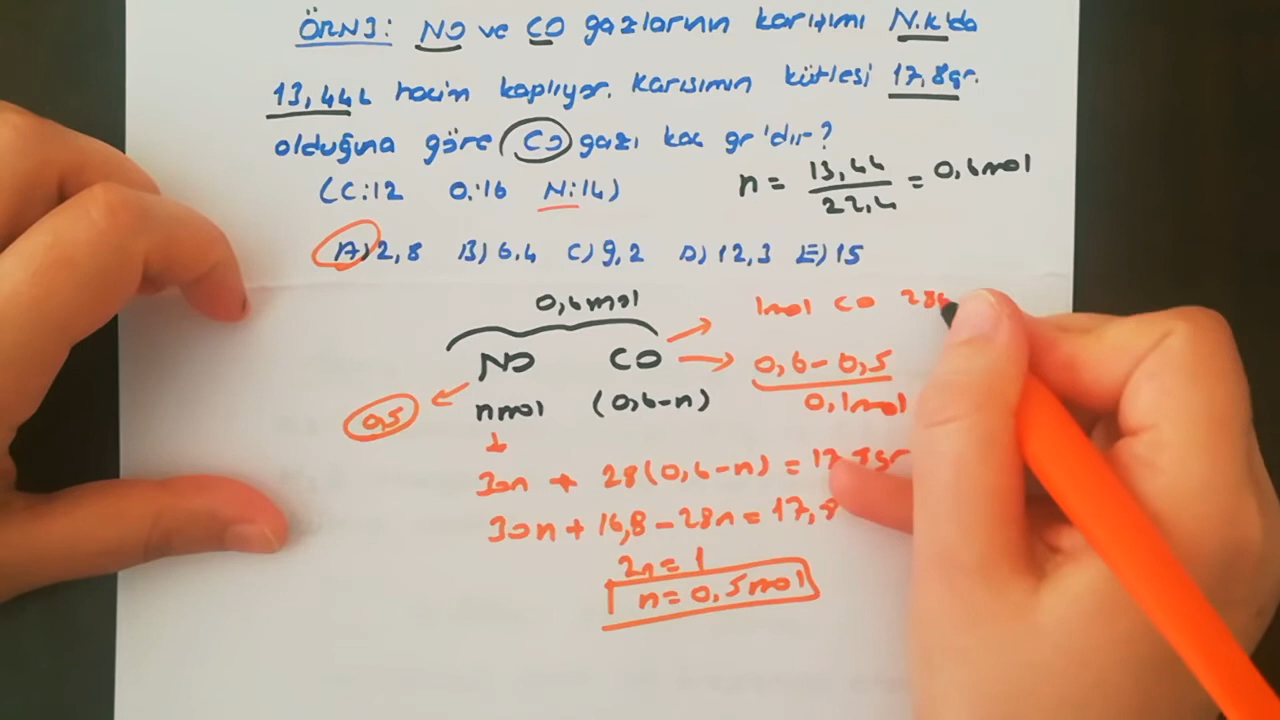 ÖRN3: NO ve CO gazlarının karışımı N.K'da
13,44L hacim kaplıyor. Karışımın kütlesi 17,8gr.
olduğuna göre CO gazı kaç gr'dır?
(C:12 O:16 N:14)
n = 13,44 / 22,4 = 0,6mol
A) 2,8 B) 6.4 C) 9,2 D) 12,3 E) 15
0,6mol
1mol CO 28g
NO CO
0,6-0,5
0,5
nmol (0,6-n)
0,1mol
30n + 28(0,6-n) = 17,8gr
30n + 16,8 - 28n = 17,8
2n = 1
n = 0,5mol